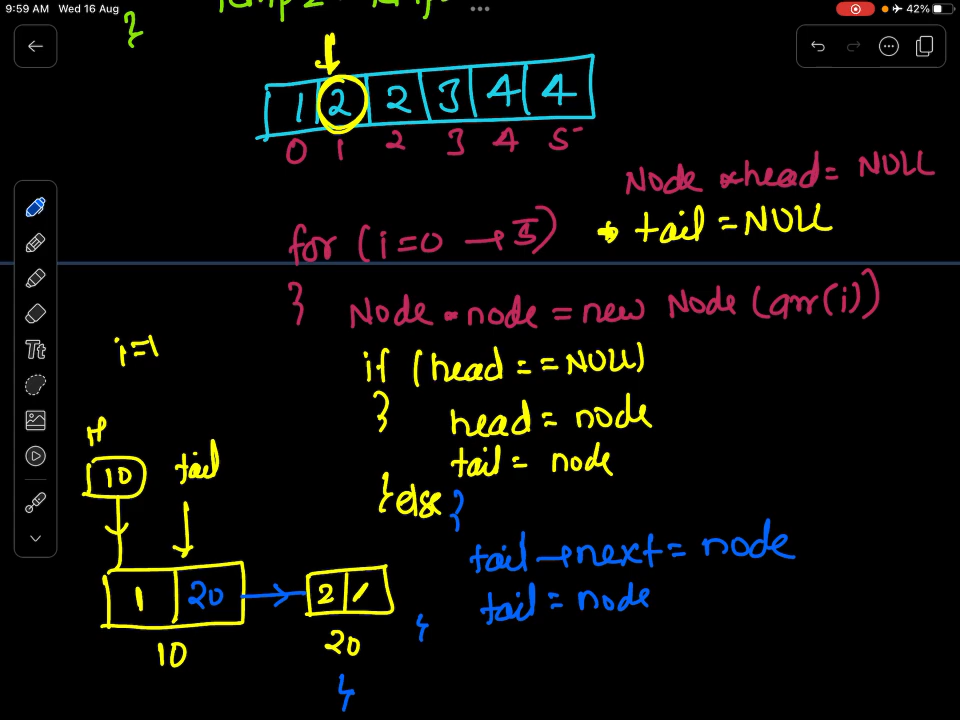 9:59 AM Wed 16 Aug
42%
}
1 2 2 3 4 4
0 1 2 3 4 5
Node *head = NULL
* tail = NULL
for (i=0 → 5)
} Node * node = new Node (arr(i))
i=1
if (head == NULL)
} head = node
tail = node
} else }
tail → next = node
tail = node
H
10 tail
1 20 2
10 20
Tt